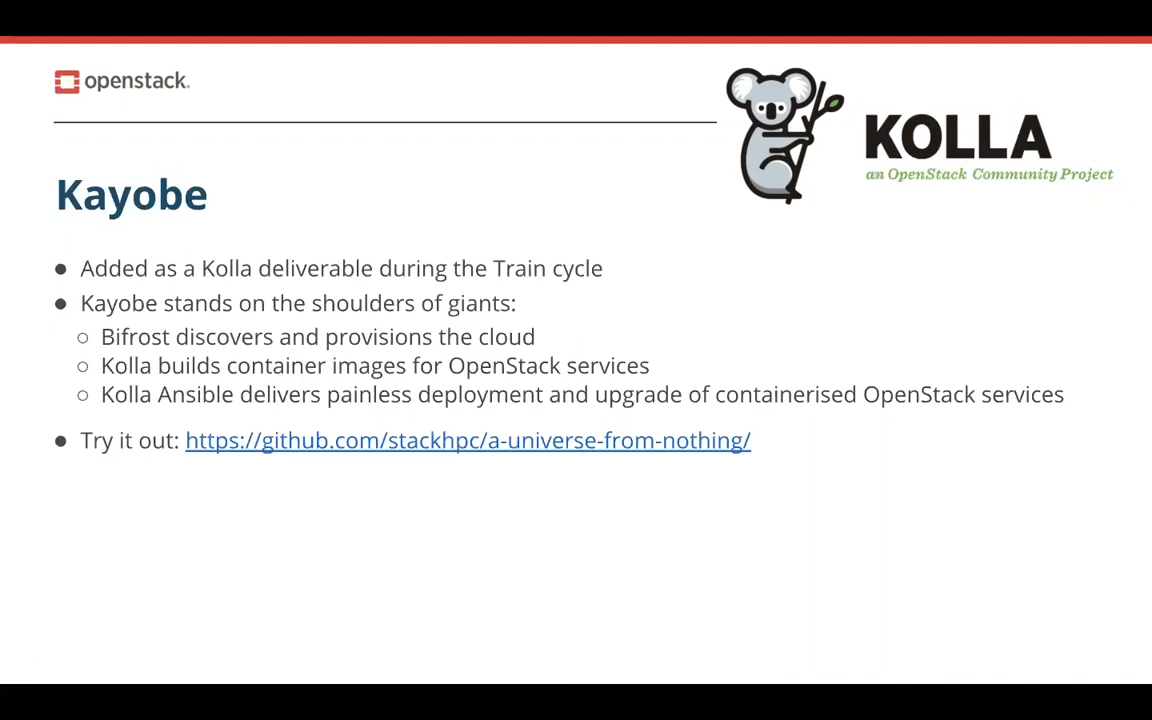 openstack.
KOLLA
an OpenStack Community Project
Kayobe
● Added as a Kolla deliverable during the Train cycle
● Kayobe stands on the shoulders of giants:
○ Bifrost discovers and provisions the cloud
○ Kolla builds container images for OpenStack services
○ Kolla Ansible delivers painless deployment and upgrade of containerised OpenStack services
● Try it out: https://github.com/stackhpc/a-universe-from-nothing/